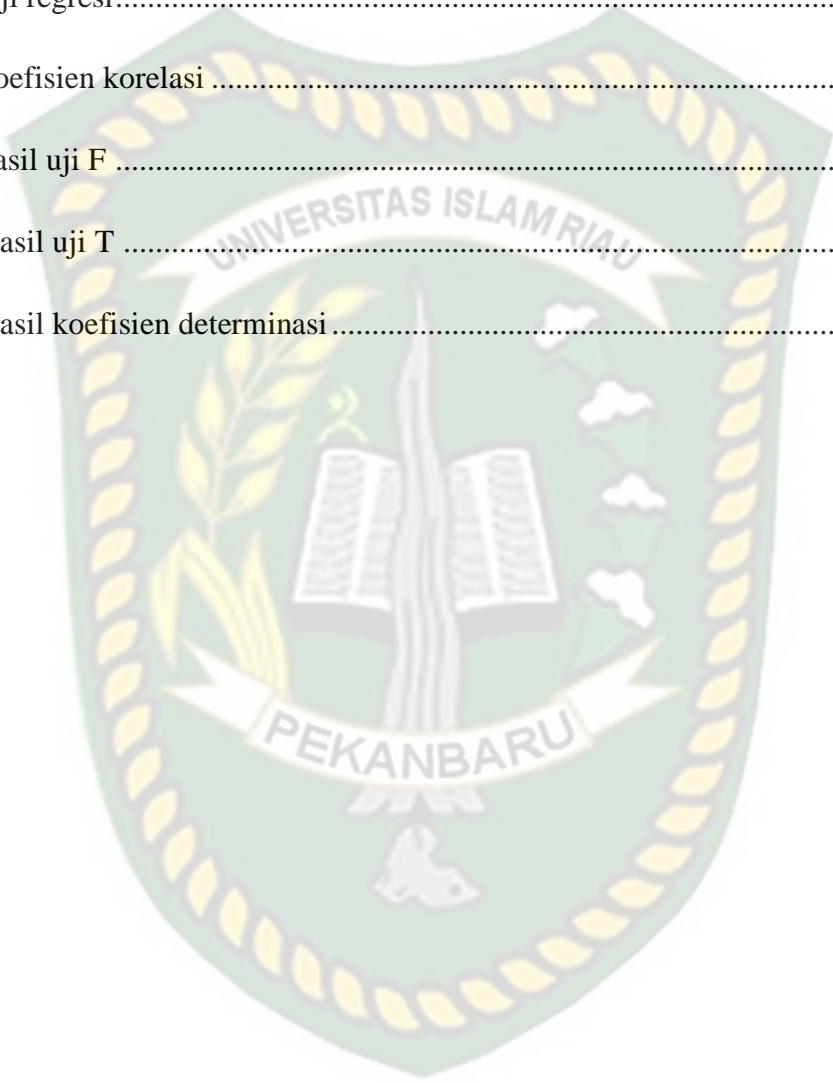 ji regresi..........................................................................................
oefisien korelasi ..............................................................................
asil uji F ..........................................................................................
UNIVERSITAS ISLAM RIAU
asil uji T .........................................................................................
asil koefisien determinasi ...............................................................
PEKANBARU